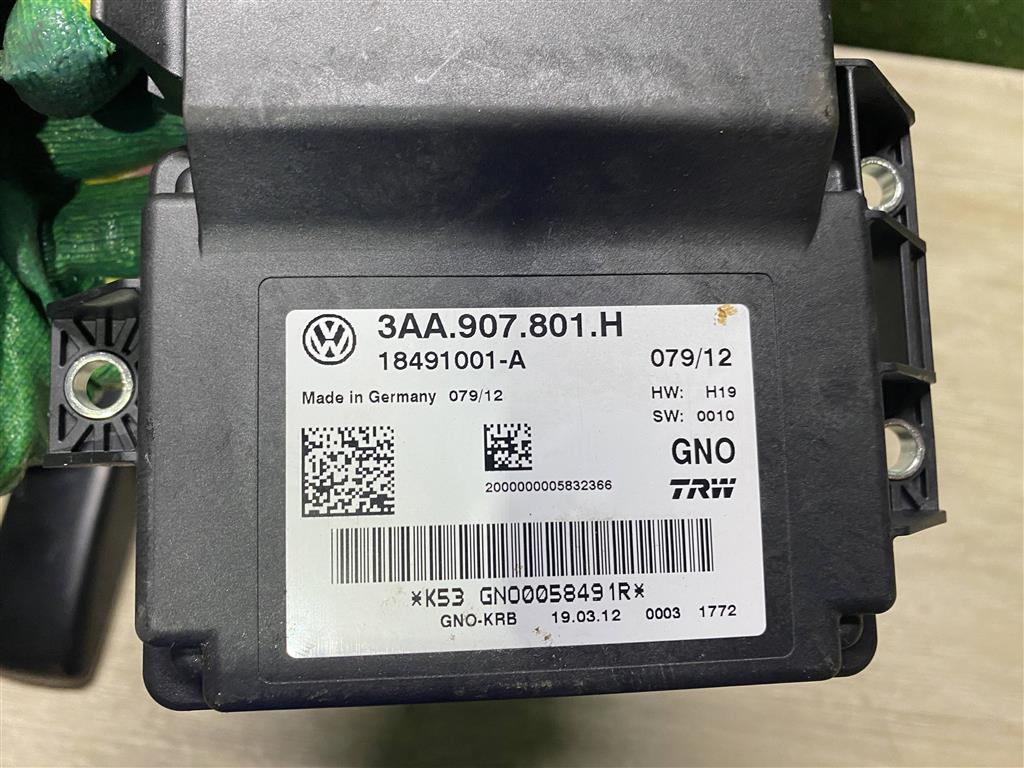 3AA.907.801.H
18491001-A 079/12
Made in Germany 079/12 HW: H19
SW: 0010
GNO
2000000005832366 TRW
*K53 GNO0058491R*
GNO-KRB 19.03.12 0003 1772